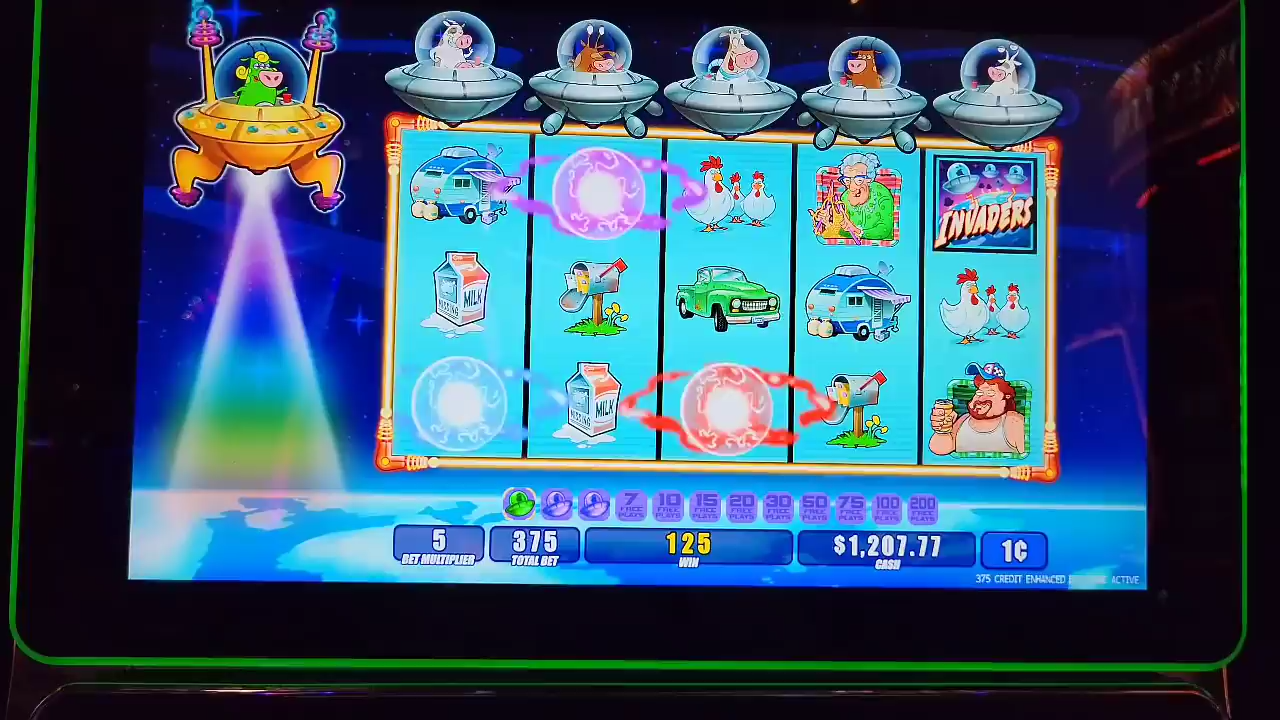 INVADERS
MILK
MILK
7 FREE PLAYS
10 FREE PLAYS
15 FREE PLAYS
20 FREE PLAYS
30 FREE PLAYS
50 FREE PLAYS
75 FREE PLAYS
100 FREE PLAYS
200 FREE PLAYS
5
BET MULTIPLIER
375
TOTAL BET
125
WIN
$1,207.77
CASH
1¢
375 CREDIT ENHANCED ACTIVE